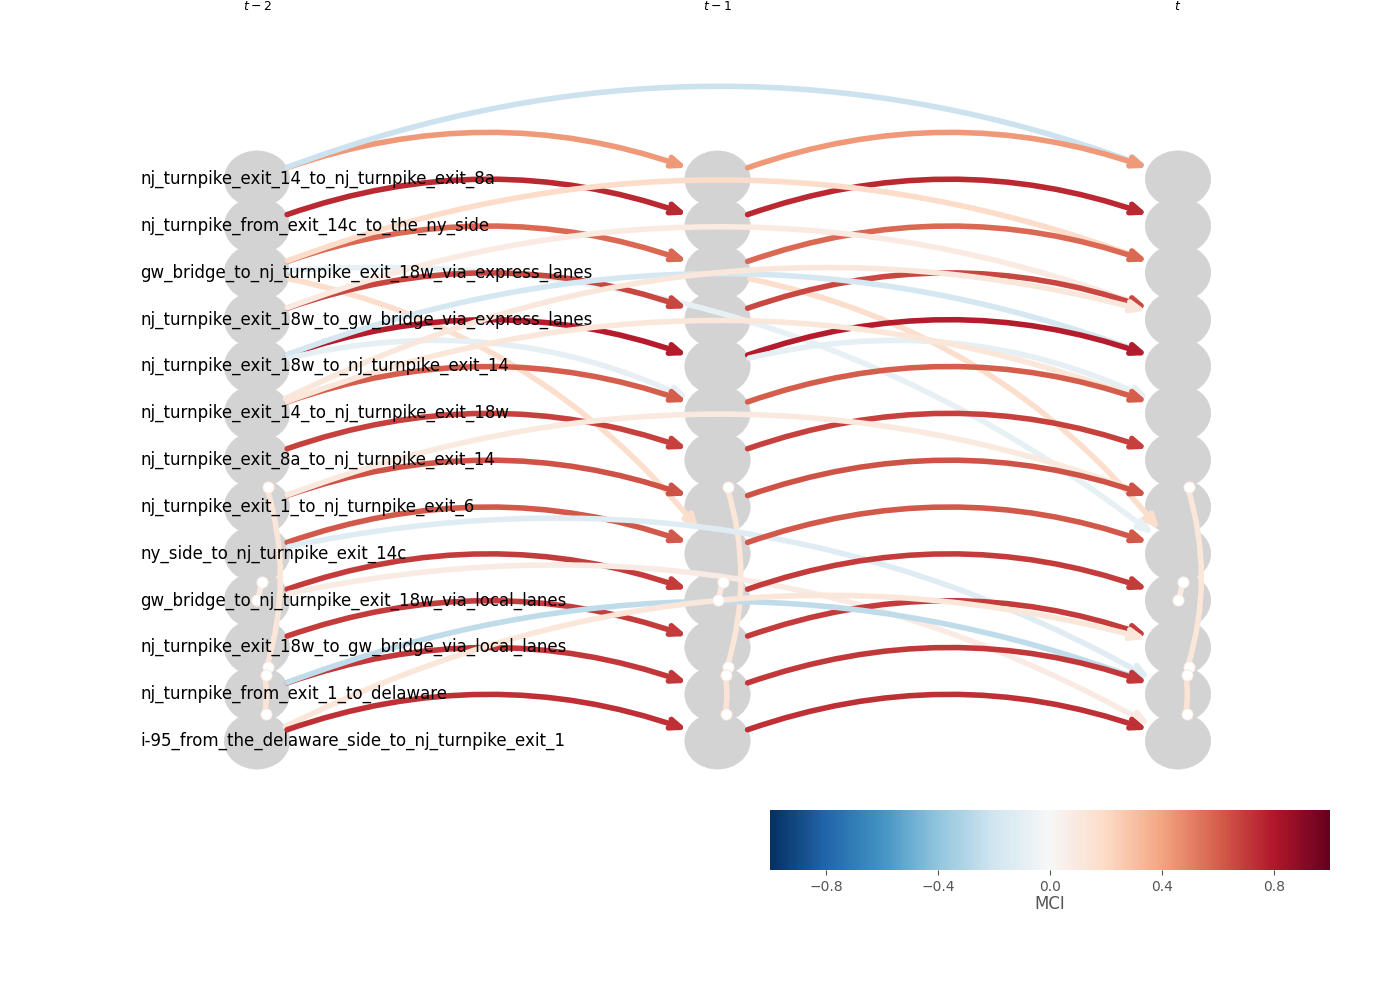 t − 2 t − 1 t
nj_turnpike_exit_14_to_nj_turnpike_exit_8a
nj_turnpike_from_exit_14c_to_the_ny_side
gw_bridge_to_nj_turnpike_exit_18w_via_express_lanes
nj_turnpike_exit_18w_to_gw_bridge_via_express_lanes
nj_turnpike_exit_18w_to_nj_turnpike_exit_14
nj_turnpike_exit_14_to_nj_turnpike_exit_18w
nj_turnpike_exit_8a_to_nj_turnpike_exit_14
nj_turnpike_exit_1_to_nj_turnpike_exit_6
ny_side_to_nj_turnpike_exit_14c
gw_bridge_to_nj_turnpike_exit_18w_via_local_lanes
nj_turnpike_exit_18w_to_gw_bridge_via_local_lanes
nj_turnpike_from_exit_1_to_delaware
i-95_from_the_delaware_side_to_nj_turnpike_exit_1
−0.8 −0.4 0.0 0.4 0.8
MCI